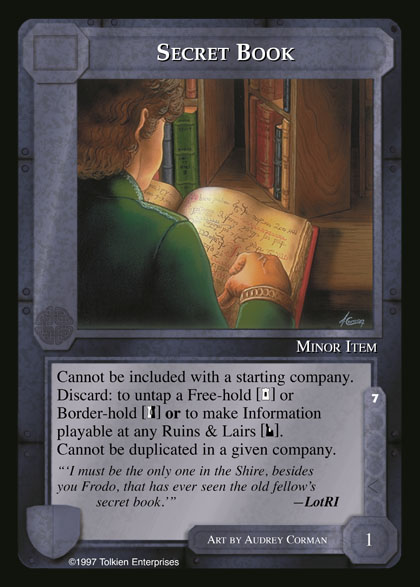 SECRET BOOK
MINOR ITEM
Cannot be included with a starting company.
Discard: to untap a Free-hold [] or
Border-hold [] or to make Information
playable at any Ruins & Lairs [].
Cannot be duplicated in a given company.
“‘I must be the only one in the Shire, besides
you Frodo, that has ever seen the old fellow’s
secret book.’” –LotRI
7
ART BY AUDREY CORMAN
1
©1997 Tolkien Enterprises